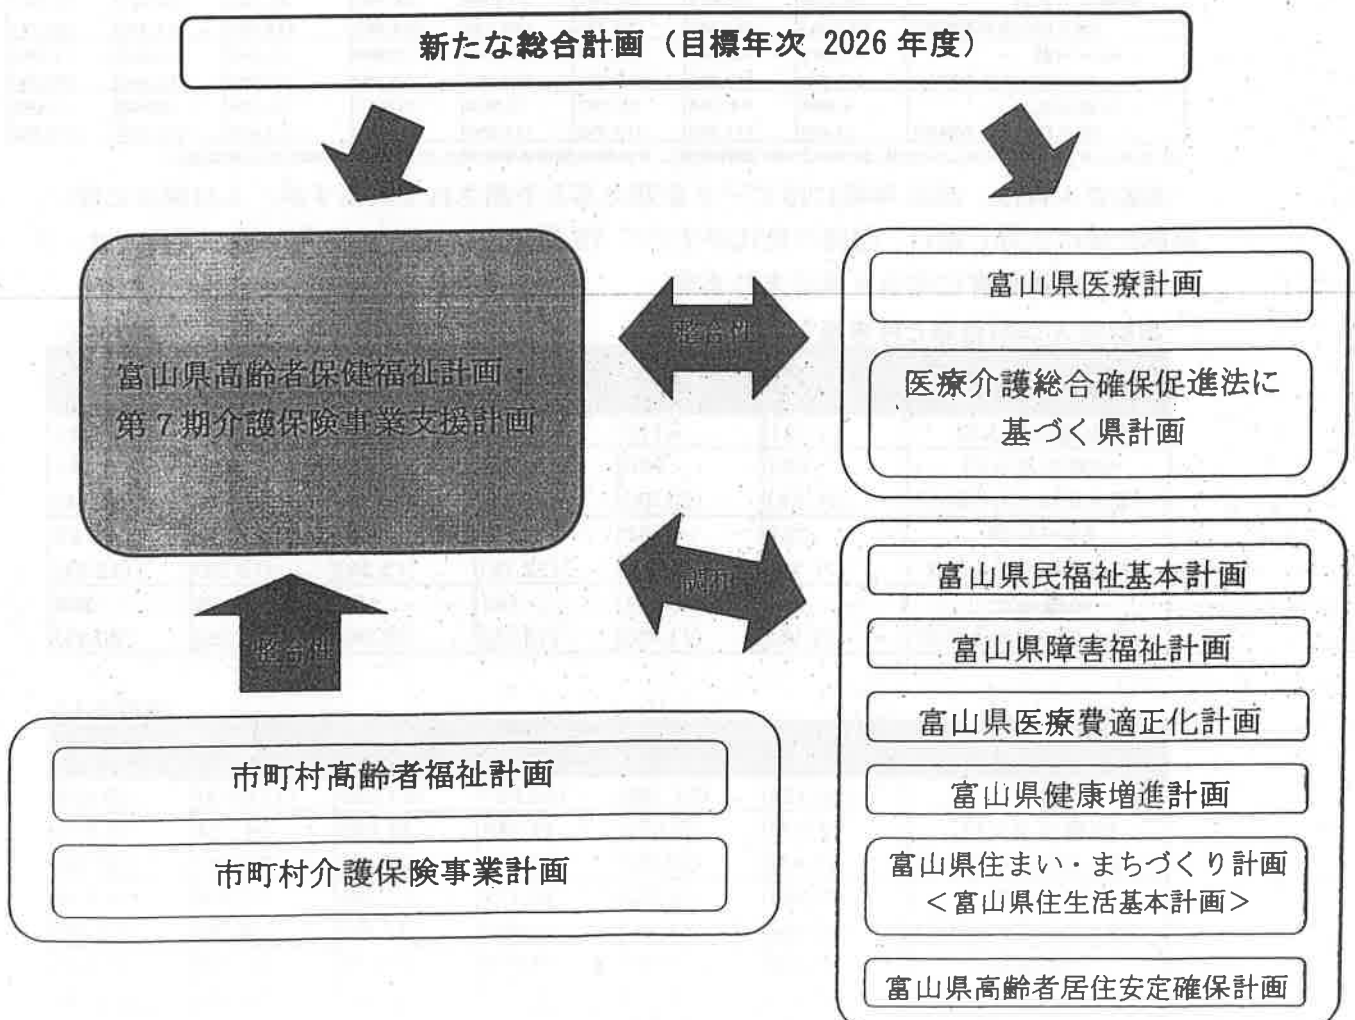 新たな総合計画（目標年次 2026 年度）
富山県高齢者保健福祉計画・
第７期介護保険事業支援計画
整合性
富山県医療計画
医療介護総合確保促進法に
基づく県計画
富山県民福祉基本計画
富山県障害福祉計画
富山県医療費適正化計画
富山県健康増進計画
富山県住まい・まちづくり計画
＜富山県住生活基本計画＞
富山県高齢者居住安定確保計画
整合性
市町村高齢者福祉計画
市町村介護保険事業計画